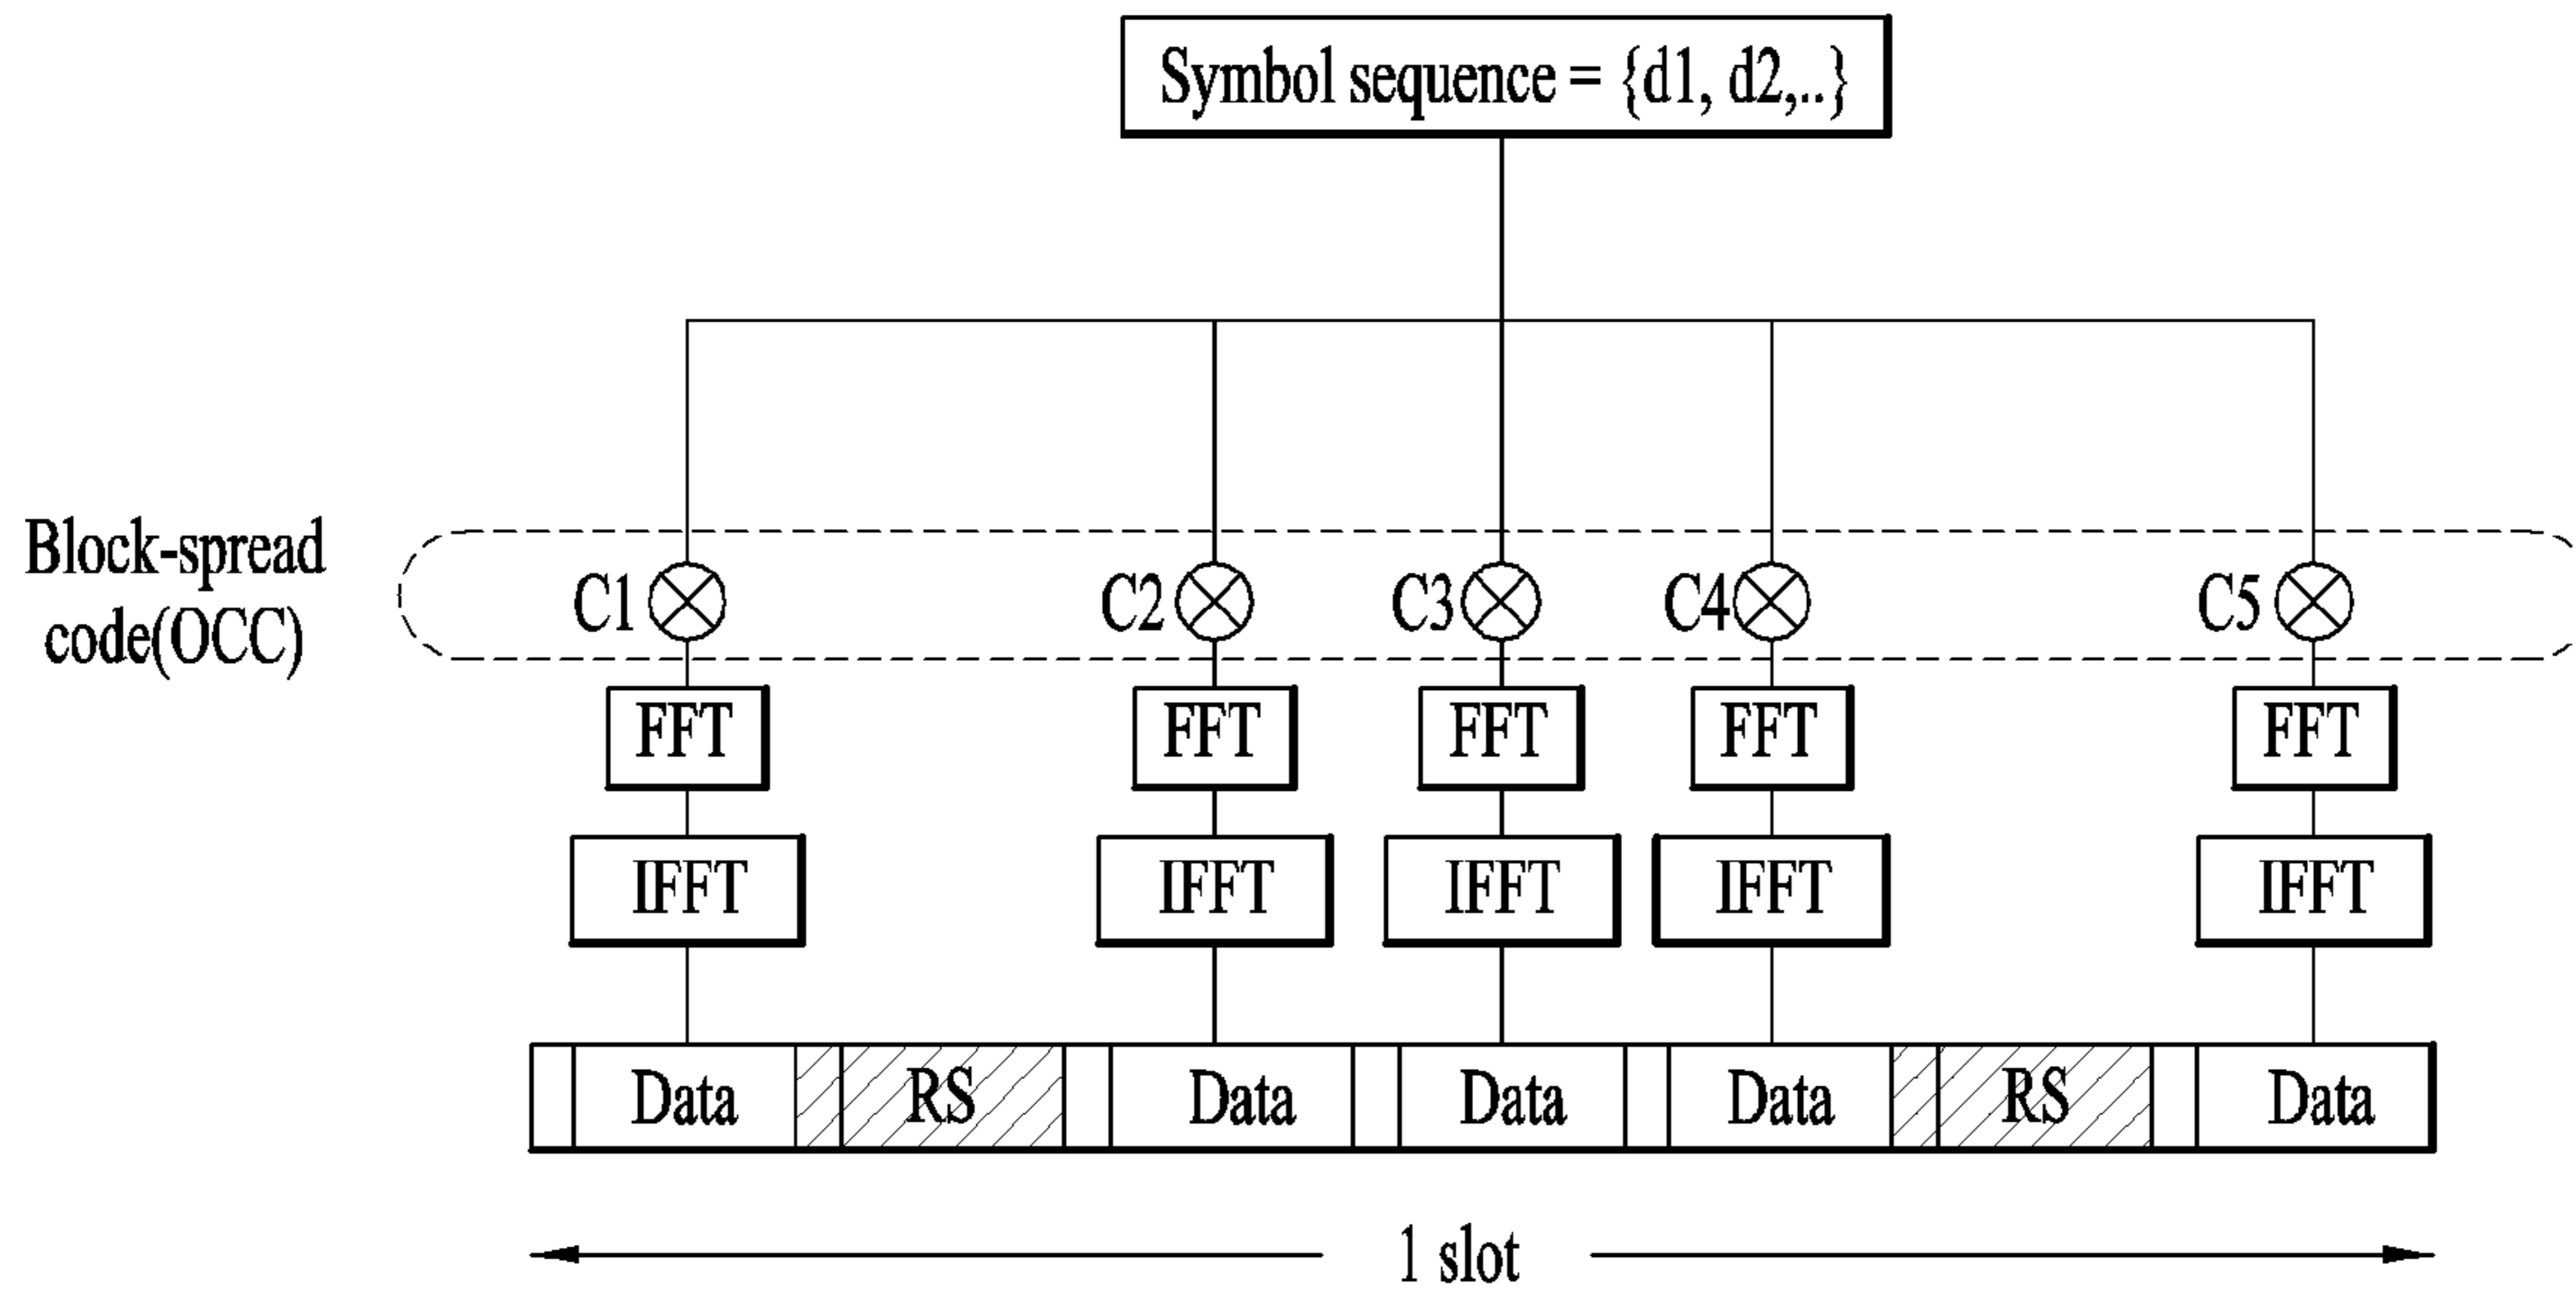 Symbol sequence = {d1, d2,..}
Block-spread
code(OCC)
C1 C2 C3 C4 C5
FFT FFT FFT FFT FFT
IFFT IFFT IFFT IFFT IFFT
Data RS Data Data Data RS Data
1 slot